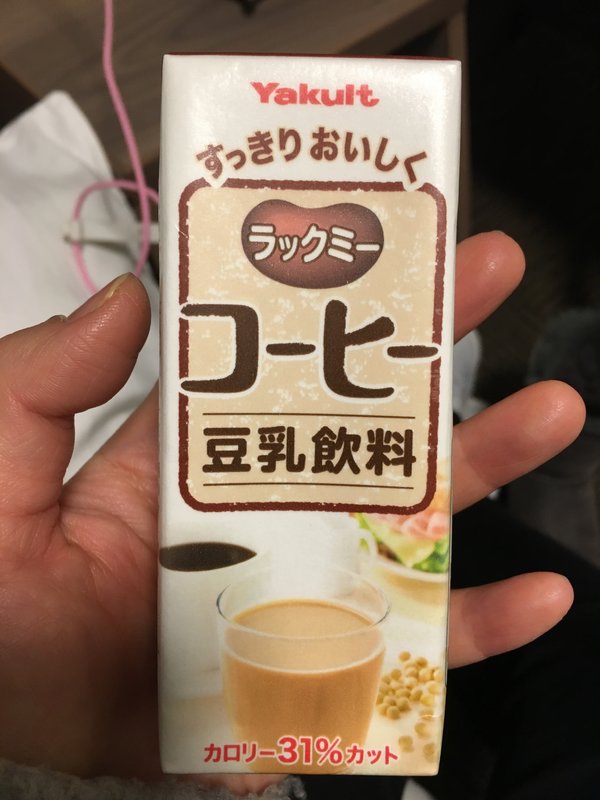 Yakult
すっきりおいしく
ラックミー
コーヒー
豆乳飲料
カロリー31%カット